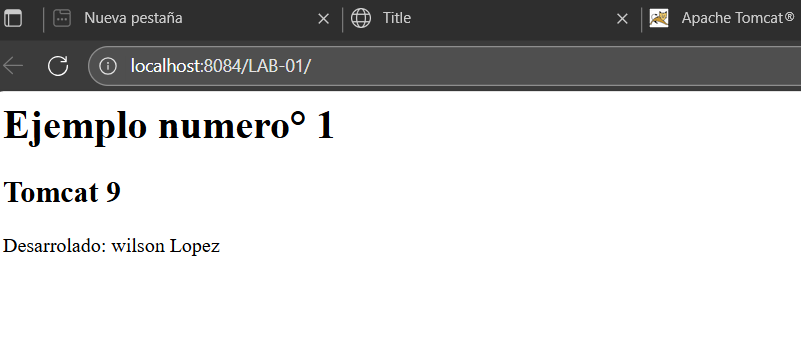 Nueva pestaña
Title
Apache Tomcat®
localhost:8084/LAB-01/
Ejemplo numero° 1
Tomcat 9
Desarrolado: wilson Lopez